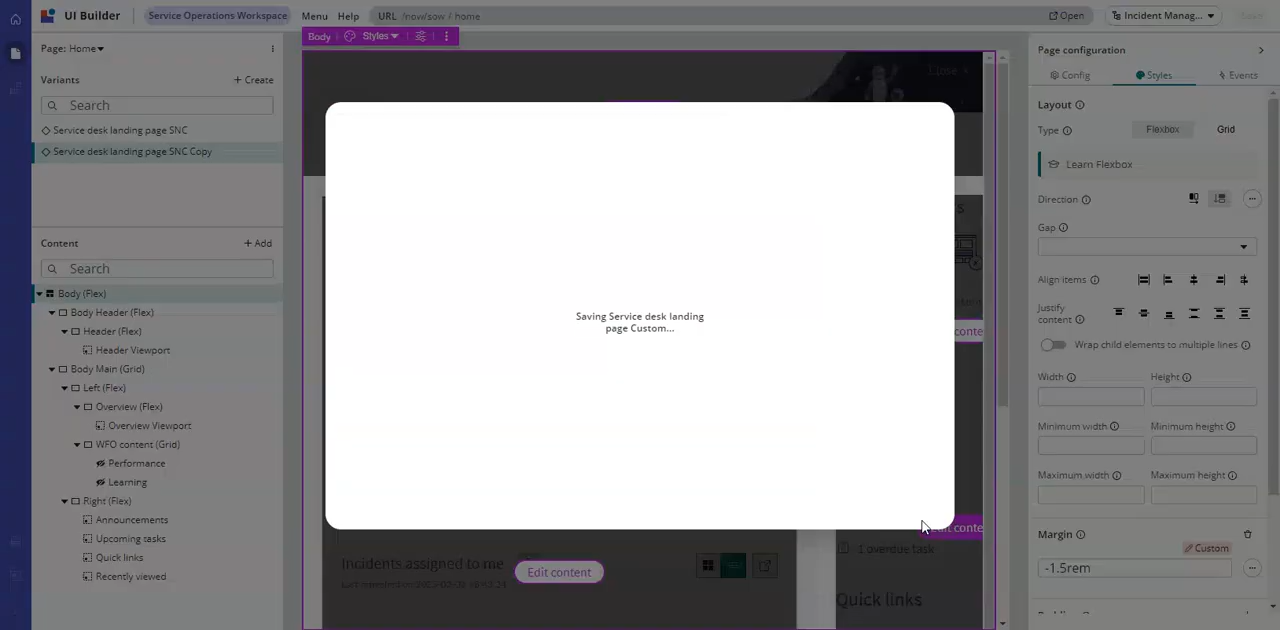 UI Builder
Service Operations Workspace
Menu
Help
URL /now/sow/home
Open
Incident Manag...
Save
Body
Styles
Page: Home
Variants
+ Create
Search
Service desk landing page SNC
Service desk landing page SNC Copy
Content
+ Add
Search
Body (Flex)
Body Header (Flex)
Header (Flex)
Header Viewport
Body Main (Grid)
Left (Flex)
Overview (Flex)
Overview Viewport
WFO content (Grid)
Performance
Learning
Right (Flex)
Announcements
Upcoming tasks
Quick links
Recently viewed
Close
Saving Service desk landing
page Custom...
1 overdue task
Incidents assigned to me
Edit content
Quick links
Page configuration
Config
Styles
Events
Layout
Type
Flexbox
Grid
Learn Flexbox
Direction
Gap
Align items
Justify
content
Wrap child elements to multiple lines
Width
Height
Minimum width
Minimum height
Maximum width
Maximum height
Margin
Custom
-1.5rem